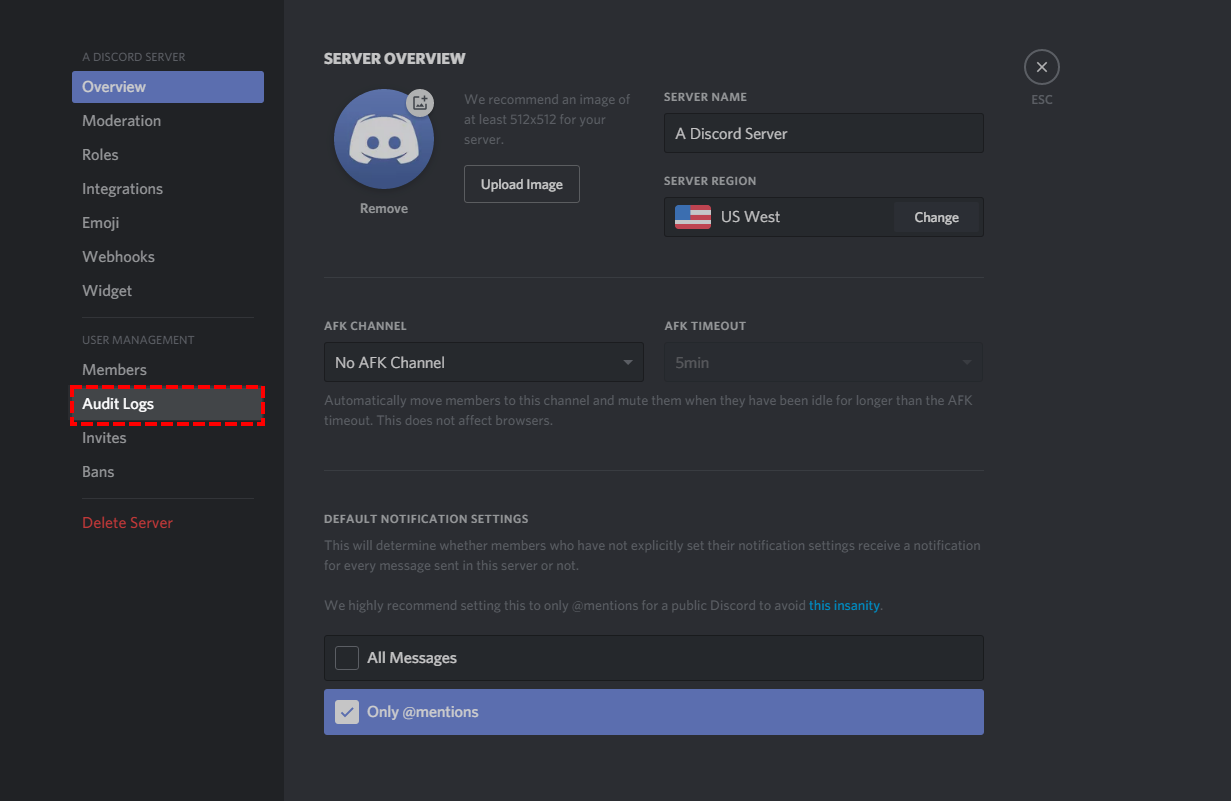 A DISCORD SERVER
Overview
Moderation
Roles
Integrations
Emoji
Webhooks
Widget
USER MANAGEMENT
Members
Audit Logs
Invites
Bans
Delete Server
SERVER OVERVIEW
We recommend an image of
at least 512x512 for your
server.
Upload Image
Remove
SERVER NAME
A Discord Server
SERVER REGION
US West
Change
ESC
AFK CHANNEL
No AFK Channel
AFK TIMEOUT
5min
Automatically move members to this channel and mute them when they have been idle for longer than the AFK
timeout. This does not affect browsers.
DEFAULT NOTIFICATION SETTINGS
This will determine whether members who have not explicitly set their notification settings receive a notification
for every message sent in this server or not.
We highly recommend setting this to only @mentions for a public Discord to avoid this insanity.
All Messages
Only @mentions